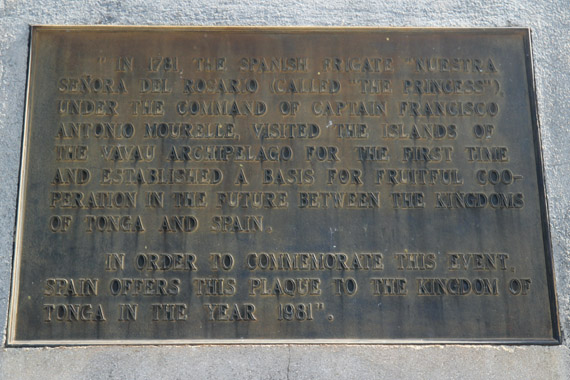 " IN 1781, THE SPANISH FRIGATE "NUESTRA
SEÑORA DEL ROSARIO (CALLED "THE PRINCESS"),
UNDER THE COMMAND OF CAPTAIN FRANCISCO
ANTONIO MOURELLE, VISITED THE ISLANDS OF
THE VAVAU ARCHIPELAGO FOR THE FIRST TIME
AND ESTABLISHED A BASIS FOR FRUITFUL COO-
PERATION IN THE FUTURE BETWEEN THE KINGDOMS
OF TONGA AND SPAIN.
IN ORDER TO COMMEMORATE THIS EVENT,
SPAIN OFFERS THIS PLAQUE TO THE KINGDOM OF
TONGA IN THE YEAR 1981".